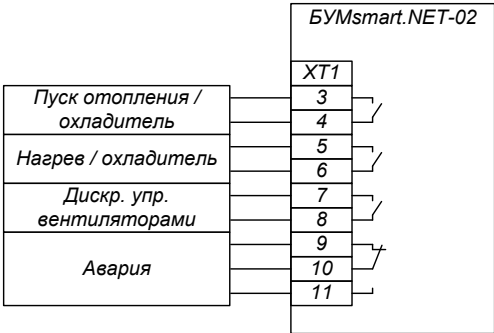 БУМsmart.NET-02
XT1
Пуск отопления /
охладитель
3
4
Нагрев / охладитель
5
6
Дискр. упр.
вентиляторами
7
8
Авария
9
10
11